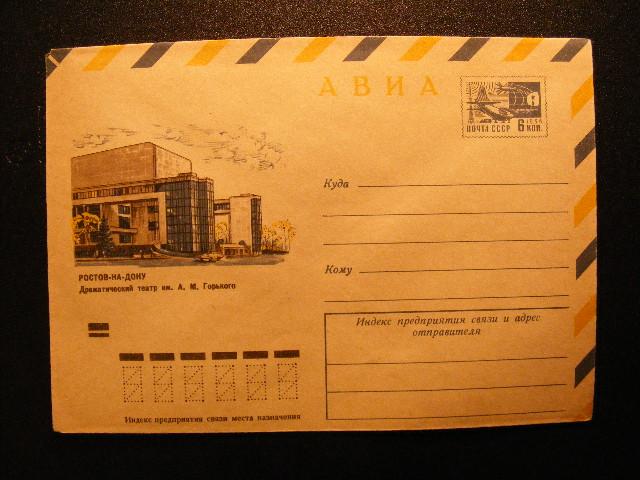 АВИА
ПОЧТА СССР 6 КОП.
Куда
РОСТОВ-НА-ДОНУ
Драматический театр им. А. М. Горького
Кому
Индекс предприятия связи и адрес
отправителя
Индекс предприятия связи места назначения